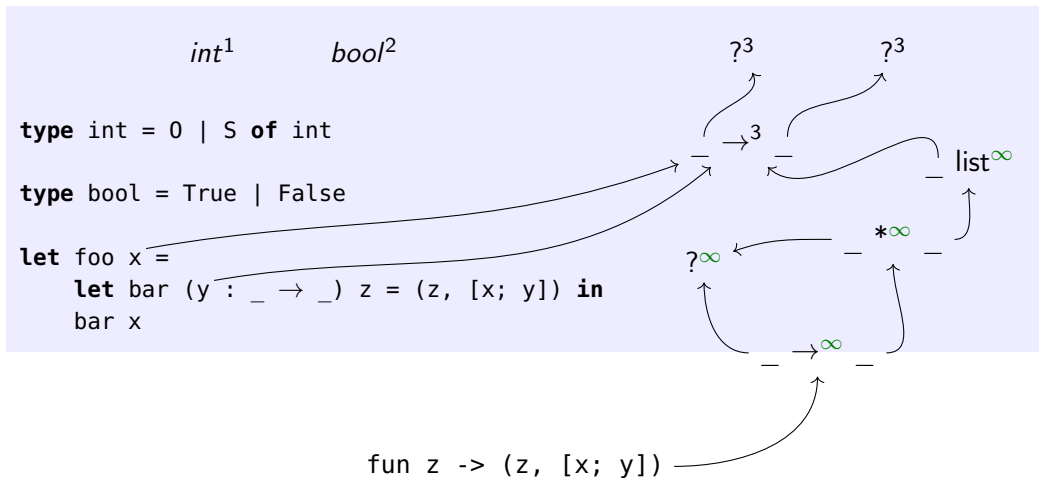 int¹ bool² ?³ ?³
type int = O | S of int
_ →³ _
_ list∞
type bool = True | False
let foo x =
_ *∞ _
?∞
let bar (y : _ → _) z = (z, [x; y]) in
bar x
_ →∞ _
fun z -> (z, [x; y])